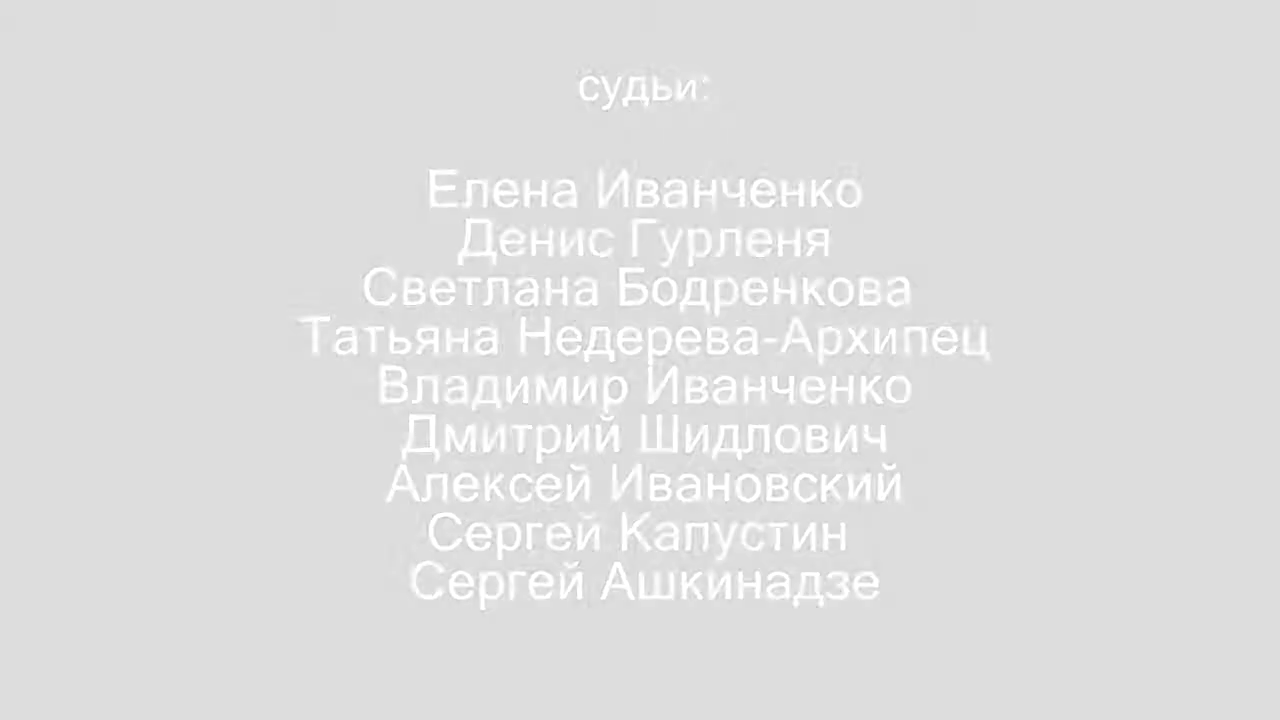 судьи:
Елена Иванченко
Денис Гурленя
Светлана Бодренкова
Татьяна Недерева-Архипец
Владимир Иванченко
Дмитрий Шидлович
Алексей Ивановский
Сергей Капустин
Сергей Ашкинадзе